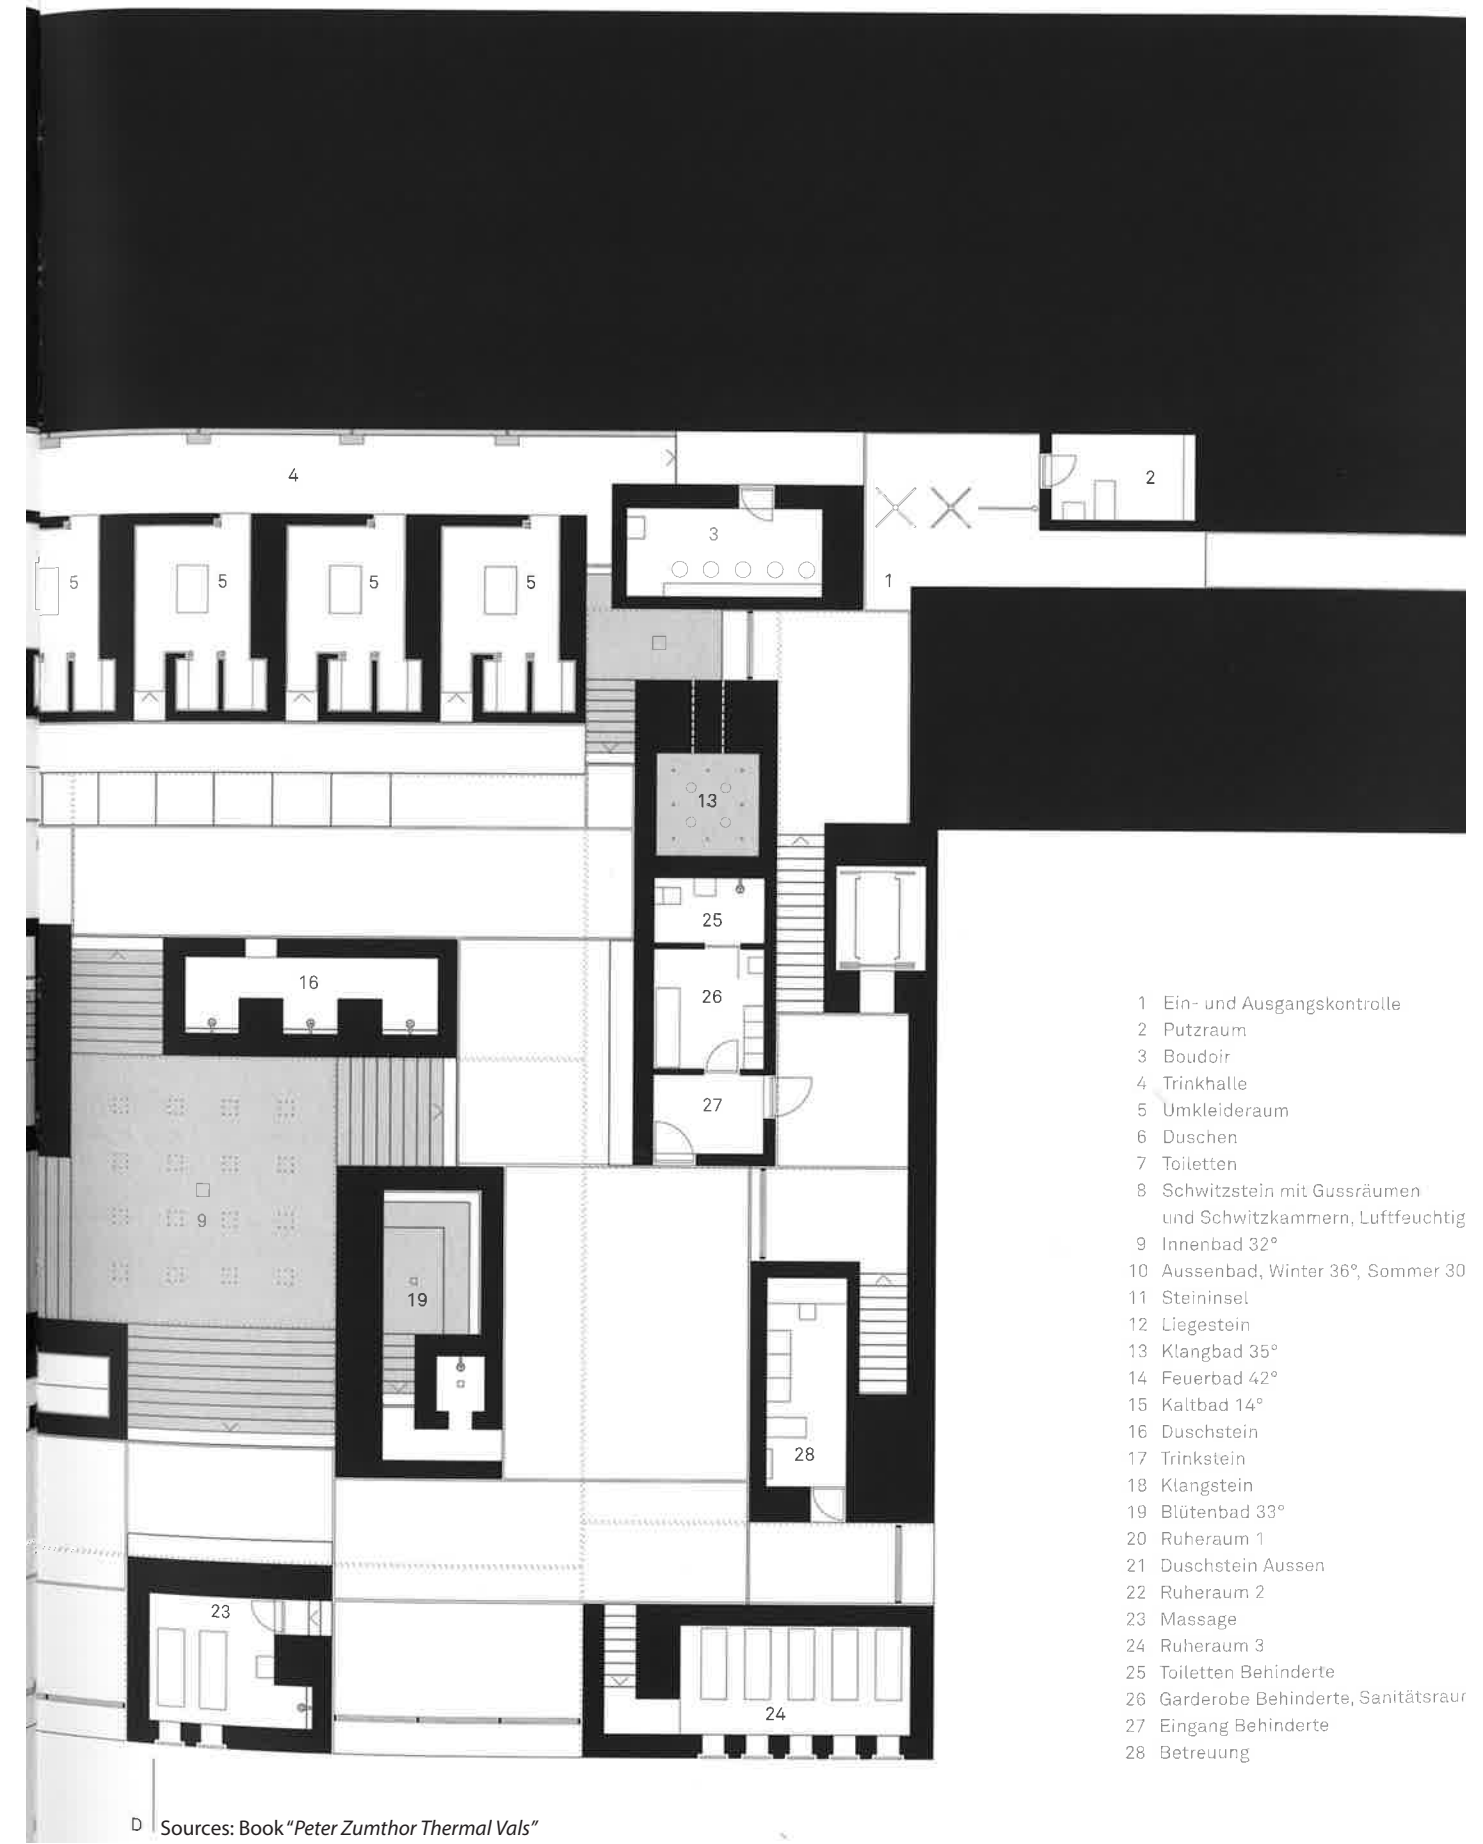 4
2
3
5
5
5
5
1
13
25
16
26
27
9
19
28
23
24
1 Ein- und Ausgangskontrolle
2 Putzraum
3 Boudoir
4 Trinkhalle
5 Umkleideraum
6 Duschen
7 Toiletten
8 Schwitzstein mit Gussräumen
und Schwitzkammern, Luftfeuchtig
9 Innenbad 32°
10 Aussenbad, Winter 36°, Sommer 30
11 Steininsel
12 Liegestein
13 Klangbad 35°
14 Feuerbad 42°
15 Kaltbad 14°
16 Duschstein
17 Trinkstein
18 Klangstein
19 Blütenbad 33°
20 Ruheraum 1
21 Duschstein Aussen
22 Ruheraum 2
23 Massage
24 Ruheraum 3
25 Toiletten Behinderte
26 Garderobe Behinderte, Sanitätsraur
27 Eingang Behinderte
28 Betreuung
D
Sources: Book “Peter Zumthor Thermal Vals”